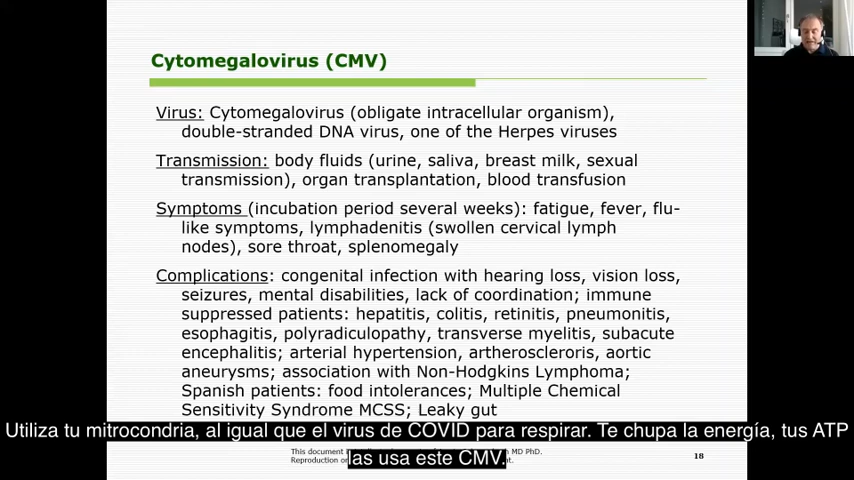 Cytomegalovirus (CMV)
Virus: Cytomegalovirus (obligate intracellular organism),
double-stranded DNA virus, one of the Herpes viruses
Transmission: body fluids (urine, saliva, breast milk, sexual
transmission), organ transplantation, blood transfusion
Symptoms (incubation period several weeks): fatigue, fever, flu-
like symptoms, lymphadenitis (swollen cervical lymph
nodes), sore throat, splenomegaly
Complications: congenital infection with hearing loss, vision loss,
seizures, mental disabilities, lack of coordination; immune
suppressed patients: hepatitis, colitis, retinitis, pneumonitis,
esophagitis, polyradiculopathy, transverse myelitis, subacute
encephalitis; arterial hypertension, artheroscleroris, aortic
aneurysms; association with Non-Hodgkins Lymphoma;
Spanish patients: food intolerances; Multiple Chemical
Sensitivity Syndrome MCSS; Leaky gut
Utiliza tu mitrocondria, al igual que el virus de COVID para respirar. Te chupa la energía, tus ATP
las usa este CMV.
This document MD PhD.
Reproduction
18